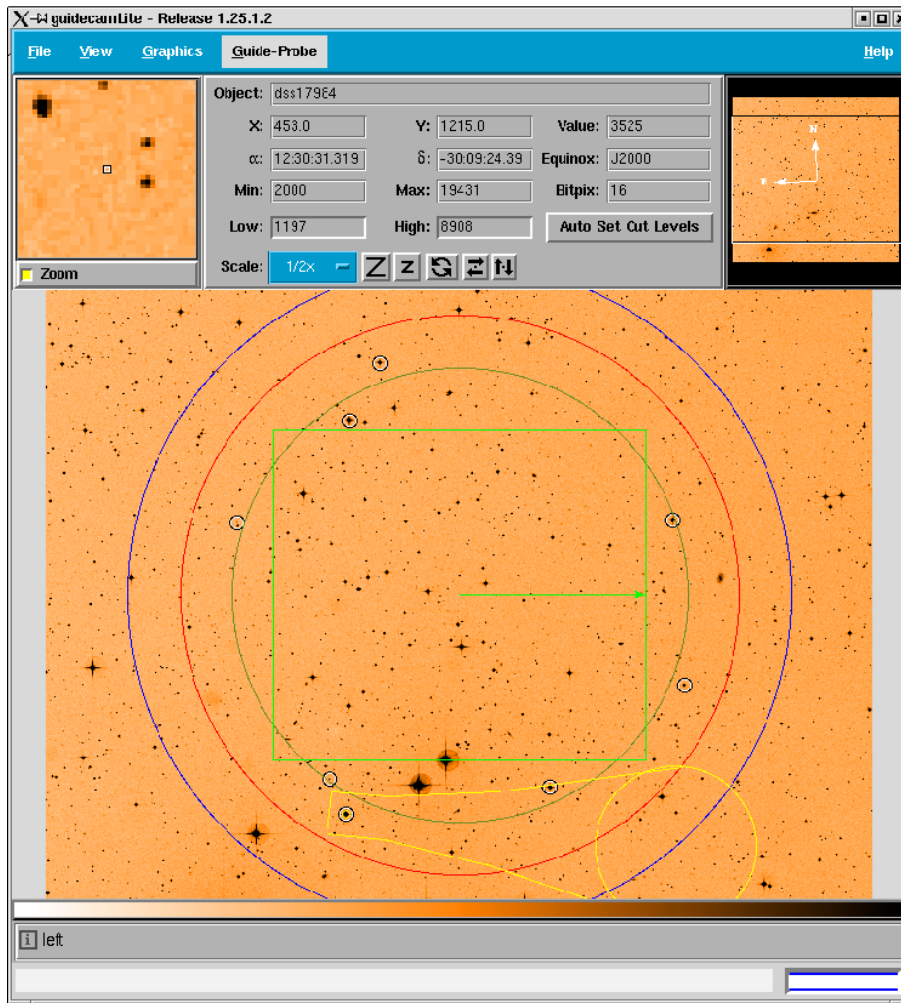 guidecamLite - Release 1.25.1.2
File View Graphics Guide-Probe Help
Object: dss17984
X: 453.0 Y: 1215.0 Value: 3525
α: 12:30:31.319 δ: -30:09:24.39 Equinox: J2000
Min: 2000 Max: 19431 Bitpix: 16
Low: 1197 High: 8908 Auto Set Cut Levels
Scale: 1/2x Z z
Zoom
N
E
i left